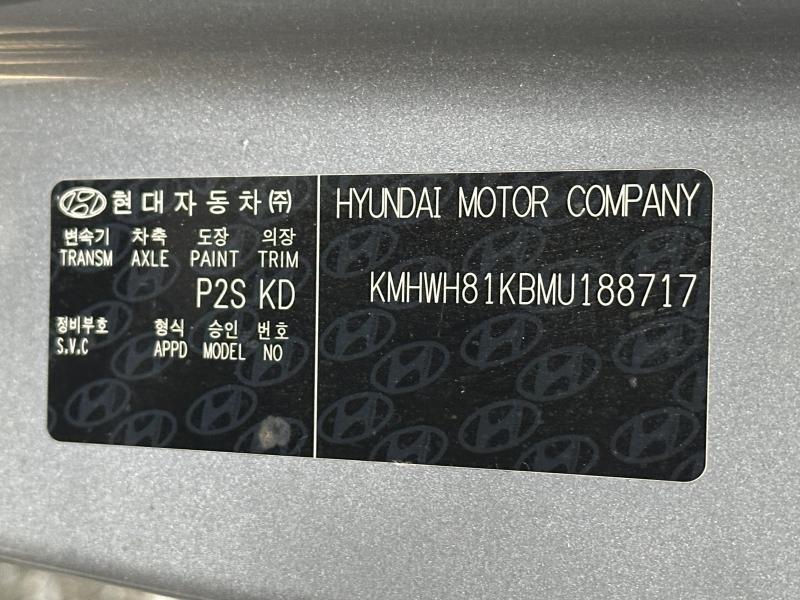 현대자동차(주)
변속기 차축 도장 의장
TRANSM AXLE PAINT TRIM
P2S KD
정비부호 형식 승인 번호
S.V.C APPD MODEL NO
HYUNDAI MOTOR COMPANY
KMHWH81KBMU188717